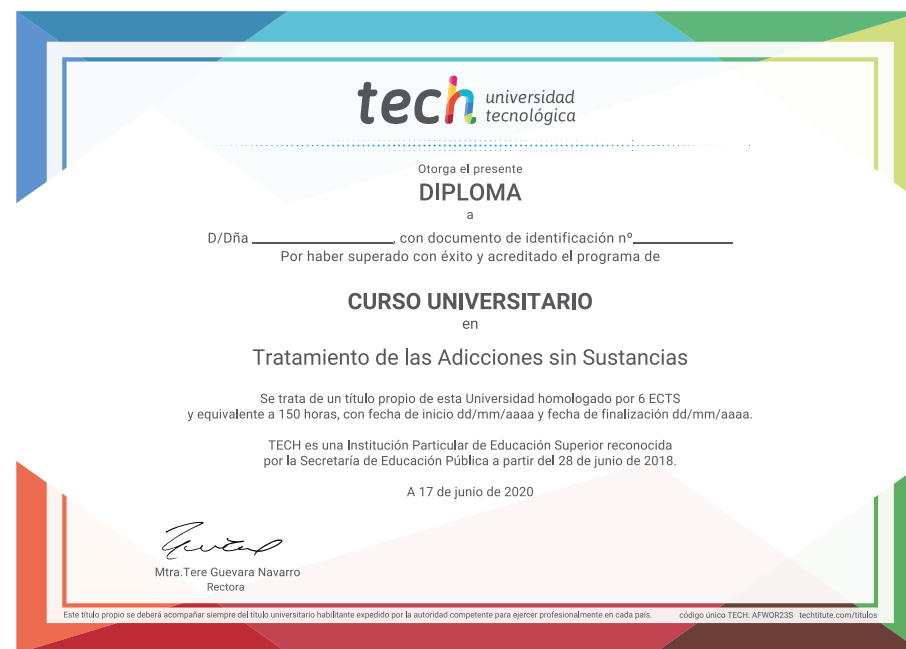 tech universidad
tecnológica
Otorga el presente
DIPLOMA
a
D/Dña ____________________, con documento de identificación nº______________
Por haber superado con éxito y acreditado el programa de
CURSO UNIVERSITARIO
en
Tratamiento de las Adicciones sin Sustancias
Se trata de un título propio de esta Universidad homologado por 6 ECTS
y equivalente a 150 horas, con fecha de inicio dd/mm/aaaa y fecha de finalización dd/mm/aaaa.
TECH es una Institución Particular de Educación Superior reconocida
por la Secretaría de Educación Pública a partir del 28 de junio de 2018.
A 17 de junio de 2020
Mtra.Tere Guevara Navarro
Rectora
Este título propio se deberá acompañar siempre del título universitario habilitante expedido por la autoridad competente para ejercer profesionalmente en cada país. código único TECH: AFWOR23S techtitute.com/titulos